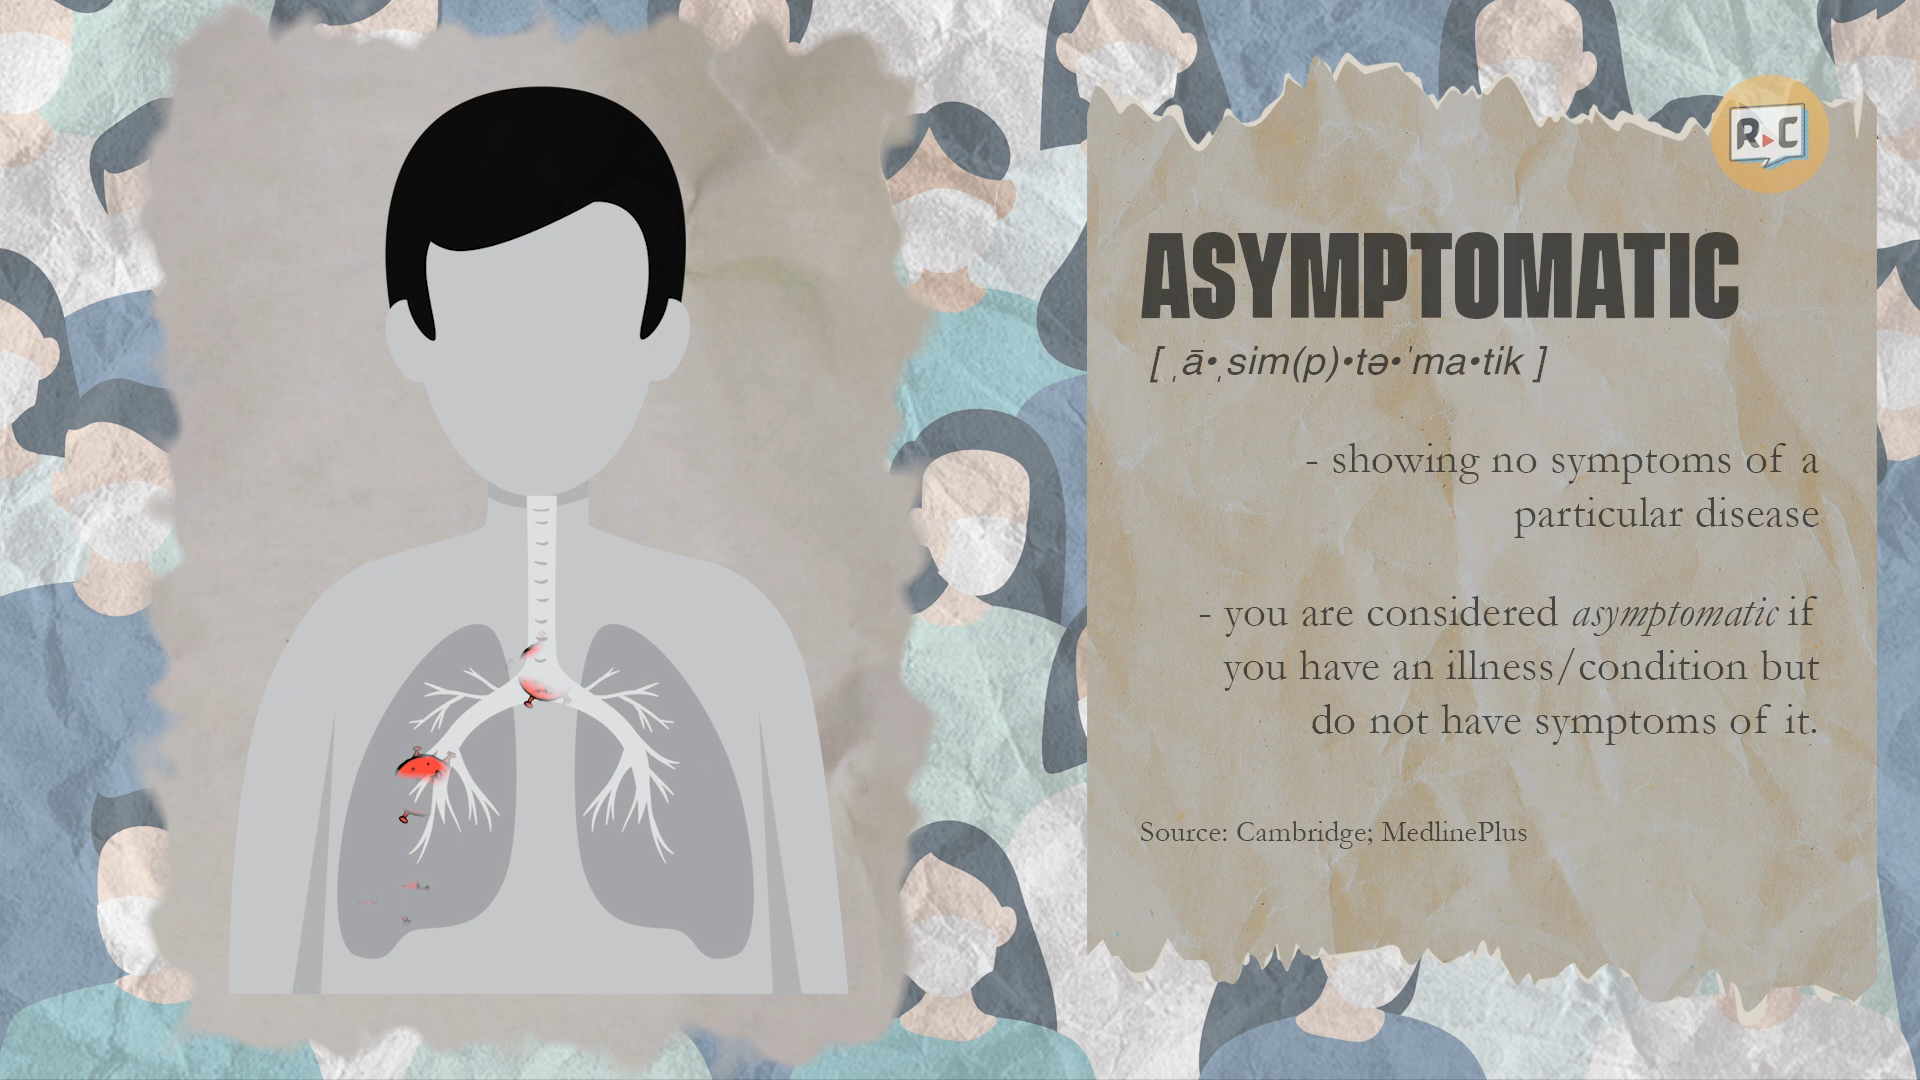 R C
ASYMPTOMATIC
[ ˌā•ˌsim(p)•tə•ˈma•tik ]
- showing no symptoms of a
particular disease
- you are considered asymptomatic if
you have an illness/condition but
do not have symptoms of it.
Source: Cambridge; MedlinePlus